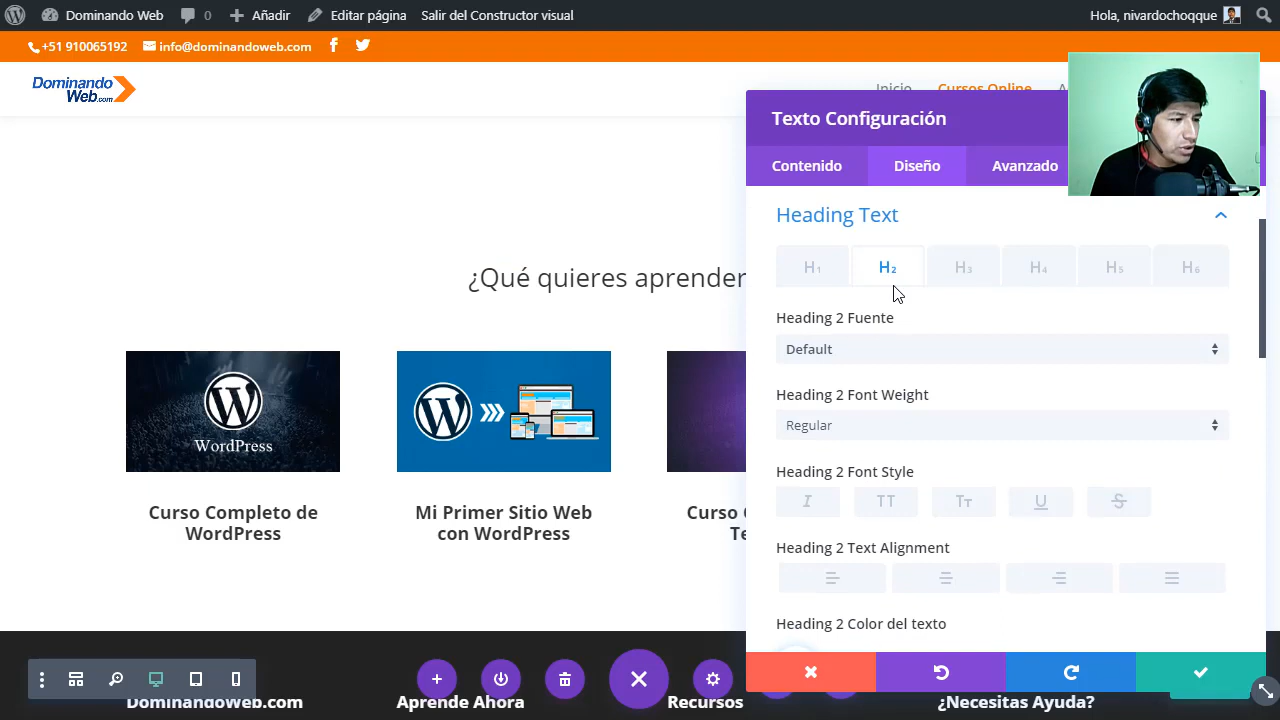 Dominando Web
0
Añadir
Editar página
Salir del Constructor visual
Hola, nivardochoqque
+51 910065192
info@dominandoweb.com
Dominando
Web.com
Inicio
Cursos Online
Texto Configuración
Contenido
Diseño
Avanzado
Heading Text
H1
H2
H3
H4
H5
H6
¿Qué quieres aprender
Heading 2 Fuente
Default
Heading 2 Font Weight
Regular
Heading 2 Font Style
I
TT
Tт
U
S
Heading 2 Text Alignment
Heading 2 Color del texto
WordPress
Curso Completo de
WordPress
Mi Primer Sitio Web
con WordPress
Curso
DominandoWeb.com
Aprende Ahora
Recursos
¿Necesitas Ayuda?